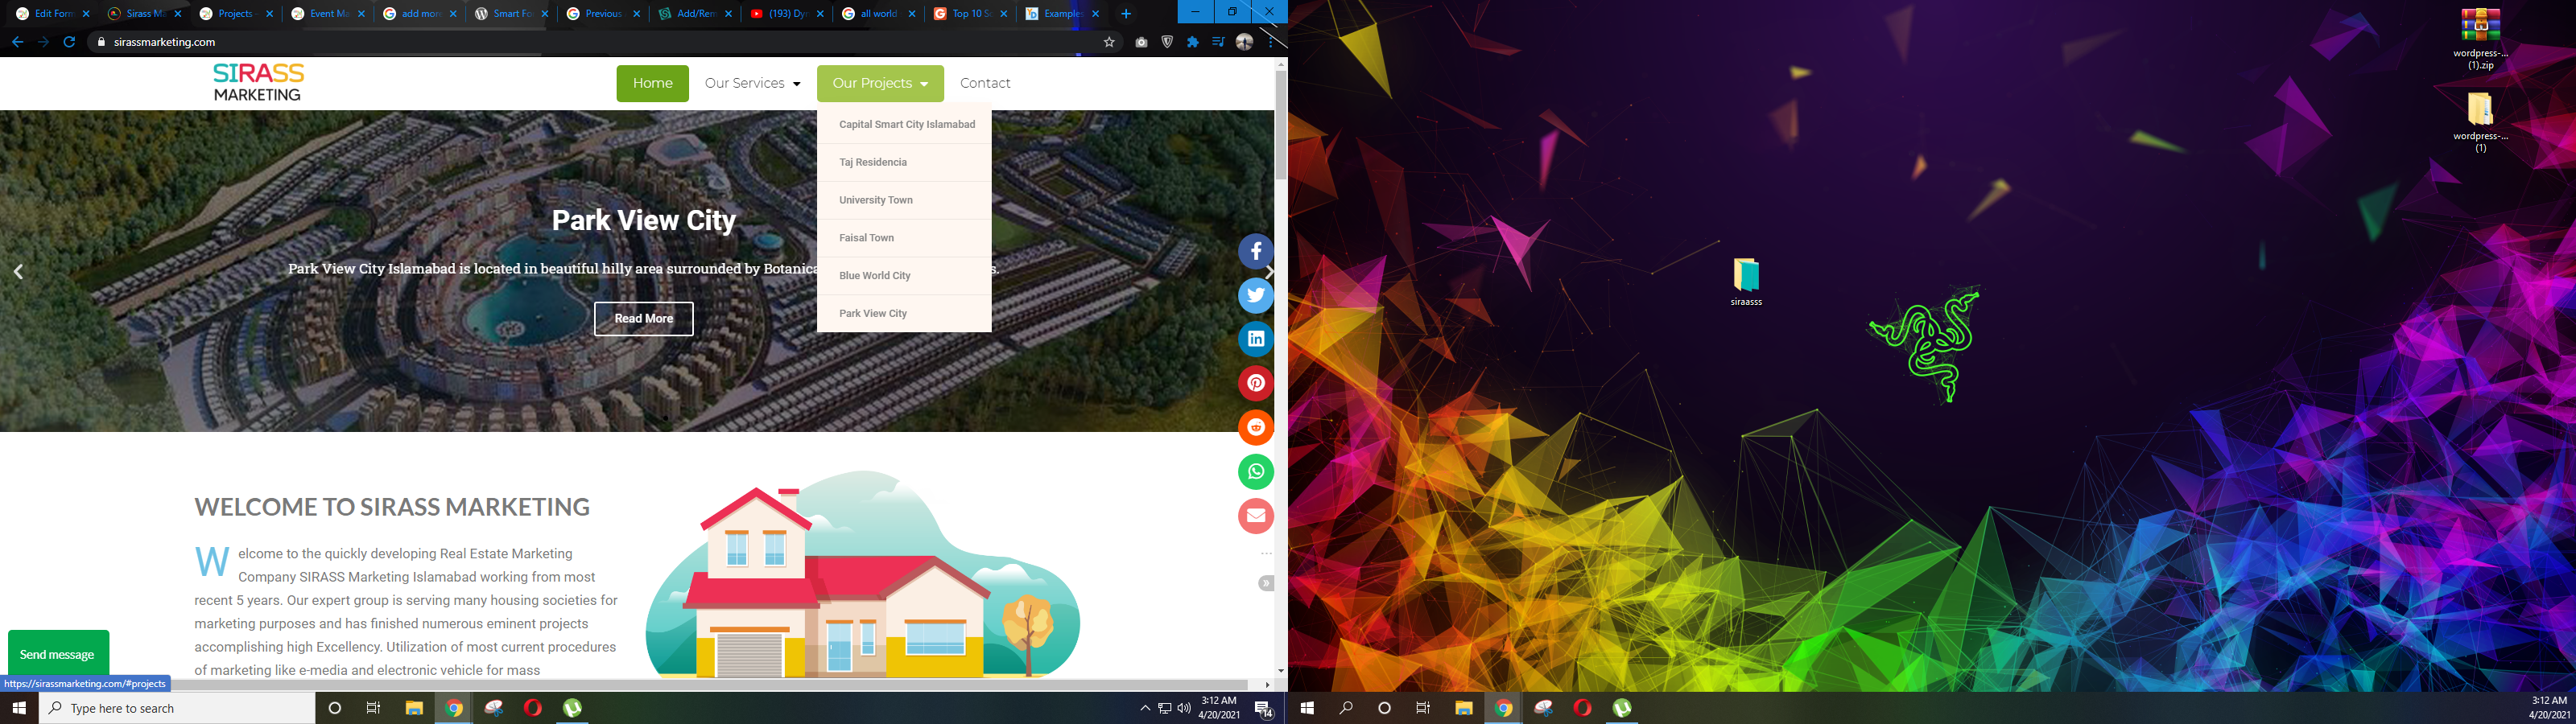 Edit Form
Sirass Ma
Projects –
Event Ma
add more
Smart Fo
Previous
Add/Rem
(193) Dyn
all world
Top 10 S
Examples
sirassmarketing.com
SIRASS
MARKETING
Home
Our Services
Our Projects
Contact
Capital Smart City Islamabad
Taj Residencia
University Town
Faisal Town
Blue World City
Park View City
Park View City
Park View City Islamabad is located in beautiful hilly area surrounded by Botanica
s.
Read More
WELCOME TO SIRASS MARKETING
Welcome to the quickly developing Real Estate Marketing
Company SIRASS Marketing Islamabad working from most
recent 5 years. Our expert group is serving many housing societies for
marketing purposes and has finished numerous eminent projects
accomplishing high Excellency. Utilization of most current procedures
of marketing like e-media and electronic vehicle for mass
Send message
https://sirassmarketing.com/#projects
Type here to search
3:12 AM
4/20/2021
14
wordpress-...
(1).zip
wordpress-...
(1)
siraasss
3:12 AM
4/20/2021